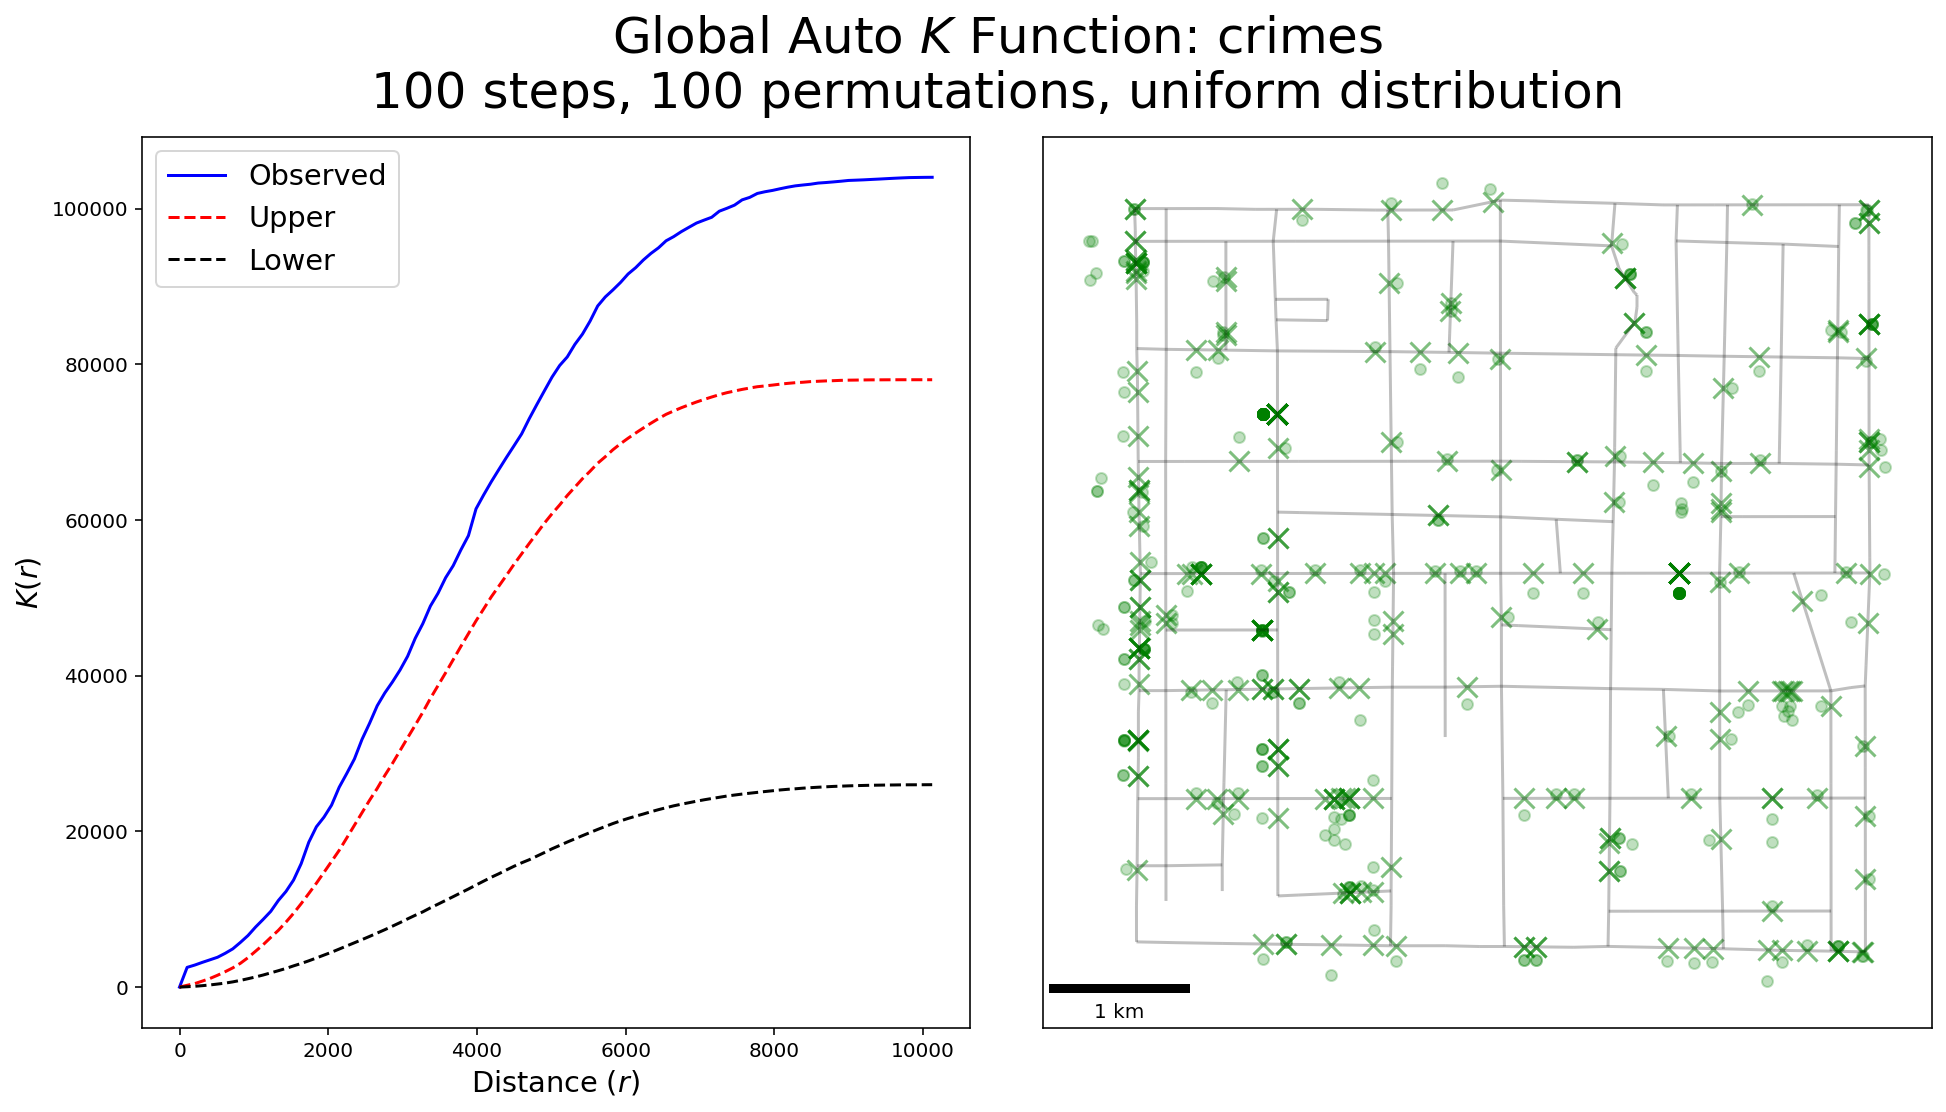 Global Auto K Function: crimes
100 steps, 100 permutations, uniform distribution
Observed
Upper
Lower
100000
80000
60000
40000
20000
0
K(r)
0 2000 4000 6000 8000 10000
Distance (r)
1 km